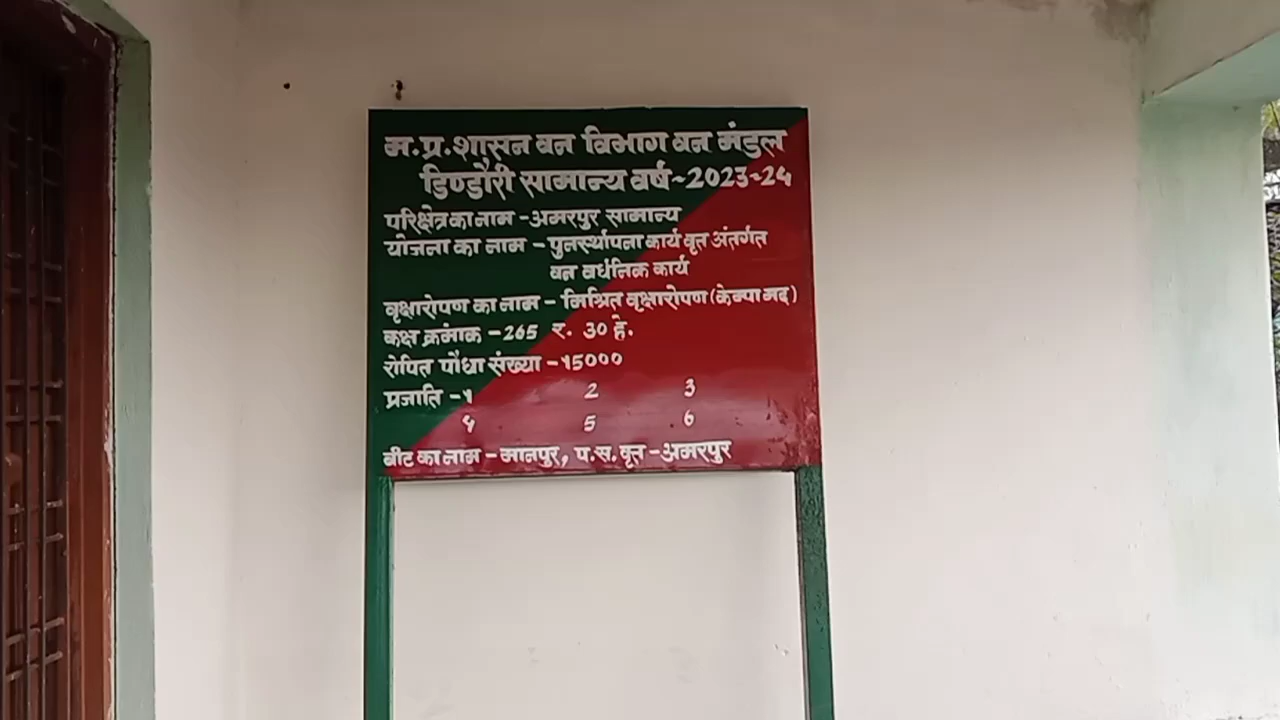 म.प्र.शासन वन विभाग वन मंडल
डिण्डौरी सामान्य वर्ष~2023-24
परिक्षेत्र का नाम - अमरपुर सामान्य
योजना का नाम - पुनर्स्थापना कार्य वृत अंतर्गत
वन वर्धनिक कार्य
वृक्षारोपण का नाम - मिश्रित वृक्षारोपण (केम्पा मद)
कक्ष क्रंमाक - 265 र. 30 हे.
रोपित पौधा संख्या - 15000
प्रजाति - 1 2 3
4 5 6
बीट का नाम - मानपुर, प.स.वृत - अमरपुर